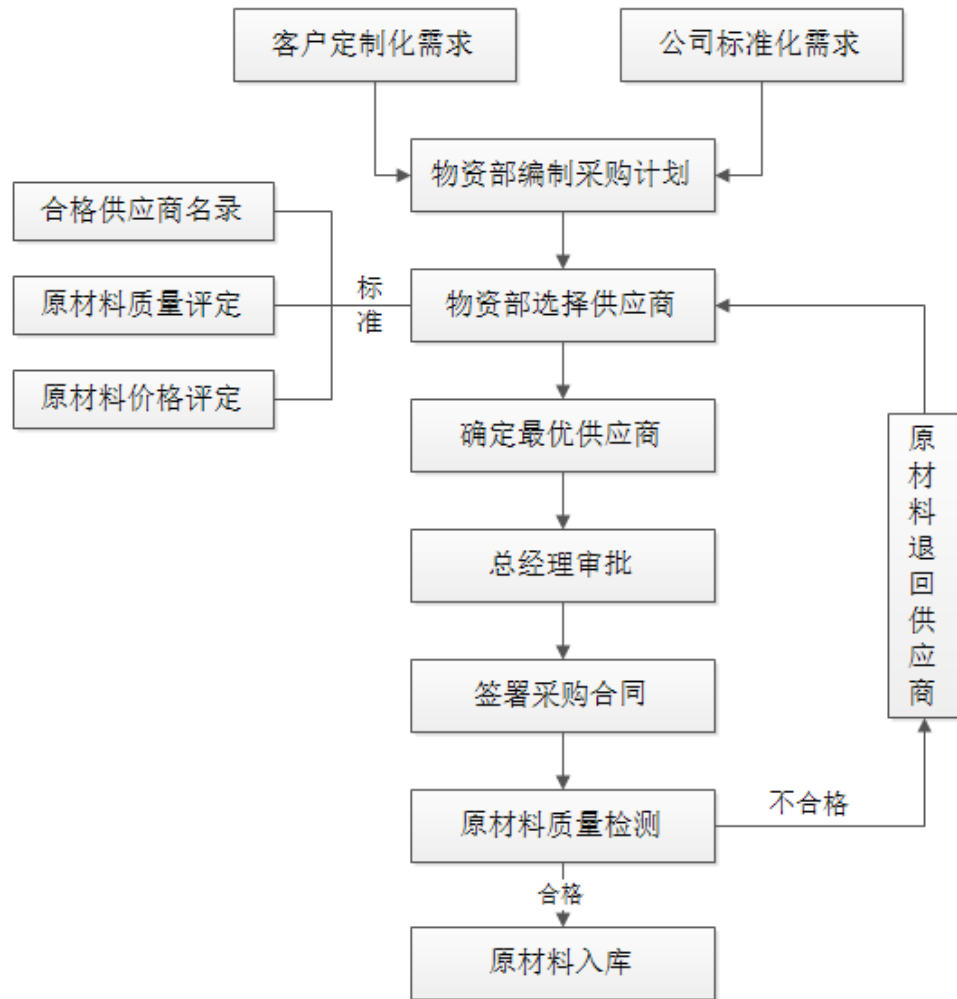 客户定制化需求
公司标准化需求
物资部编制采购计划
合格供应商名录
原材料质量评定
原材料价格评定
标
准
物资部选择供应商
确定最优供应商
总经理审批
签署采购合同
原材料质量检测
不合格
原
材
料
退
回
供
应
商
合格
原材料入库